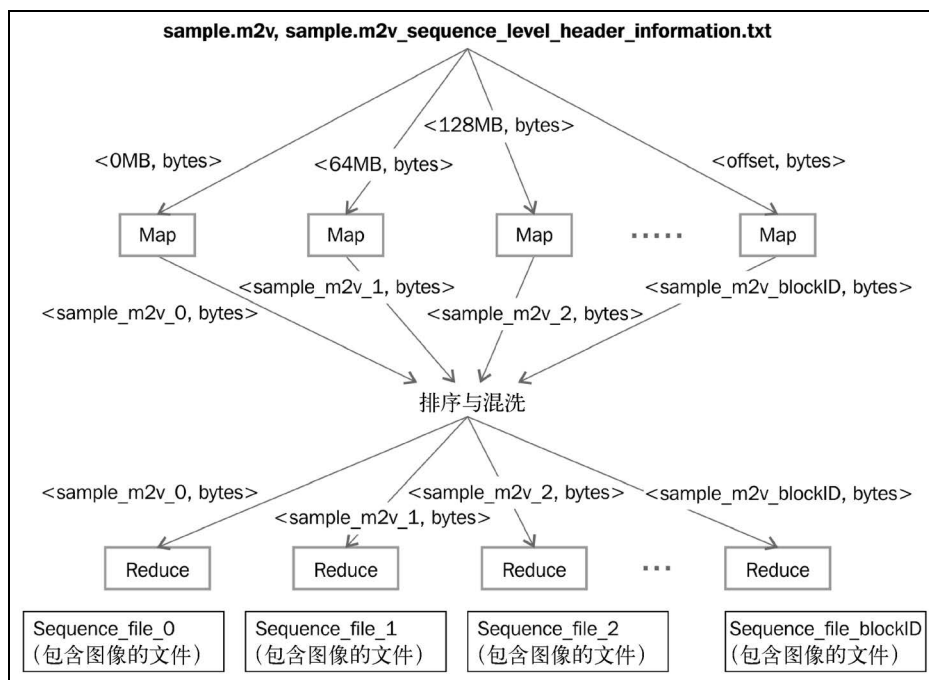 sample.m2v, sample.m2v_sequence_level_header_information.txt
<128MB, bytes>
<0MB, bytes>
<64MB, bytes>
<offset, bytes>
Map
Map
Map
·····
Map
<sample_m2v_1, bytes>
<sample_m2v_blockID, bytes>
<sample_m2v_0, bytes>
<sample_m2v_2, bytes>
排序与混洗
<sample_m2v_0, bytes>
<sample_m2v_2, bytes>
<sample_m2v_blockID, bytes>
<sample_m2v_1, bytes>
Reduce
Reduce
Reduce
···
Reduce
Sequence_file_0
（包含图像的文件）
Sequence_file_1
（包含图像的文件）
Sequence_file_2
（包含图像的文件）
Sequence_file_blockID
（包含图像的文件）